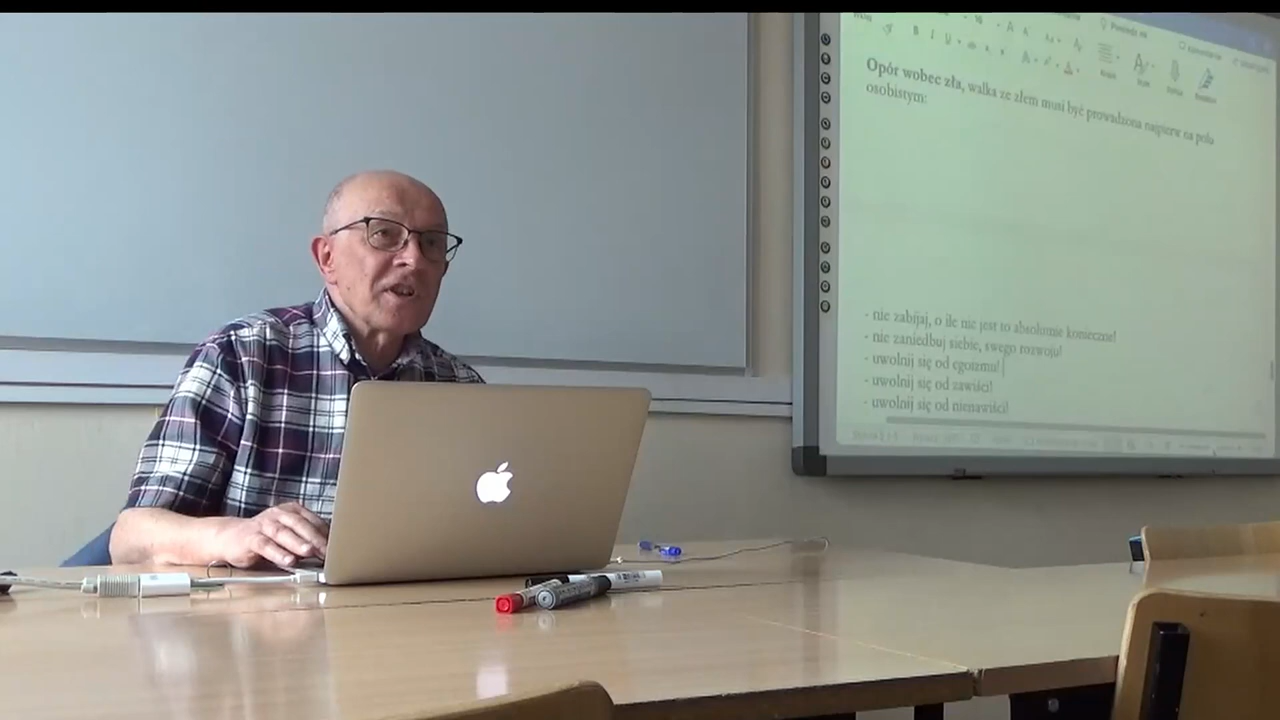 Opór wobec zła, walka ze złem musi być prowadzona najpierw na polu
osobistym:
- nie zabijaj, o ile nie jest to absolutnie konieczne!
- nie zaniedbuj siebie, swego rozwoju!
- uwolnij się od egoizmu!
- uwolnij się od zawiści!
- uwolnij się od nienawiści!